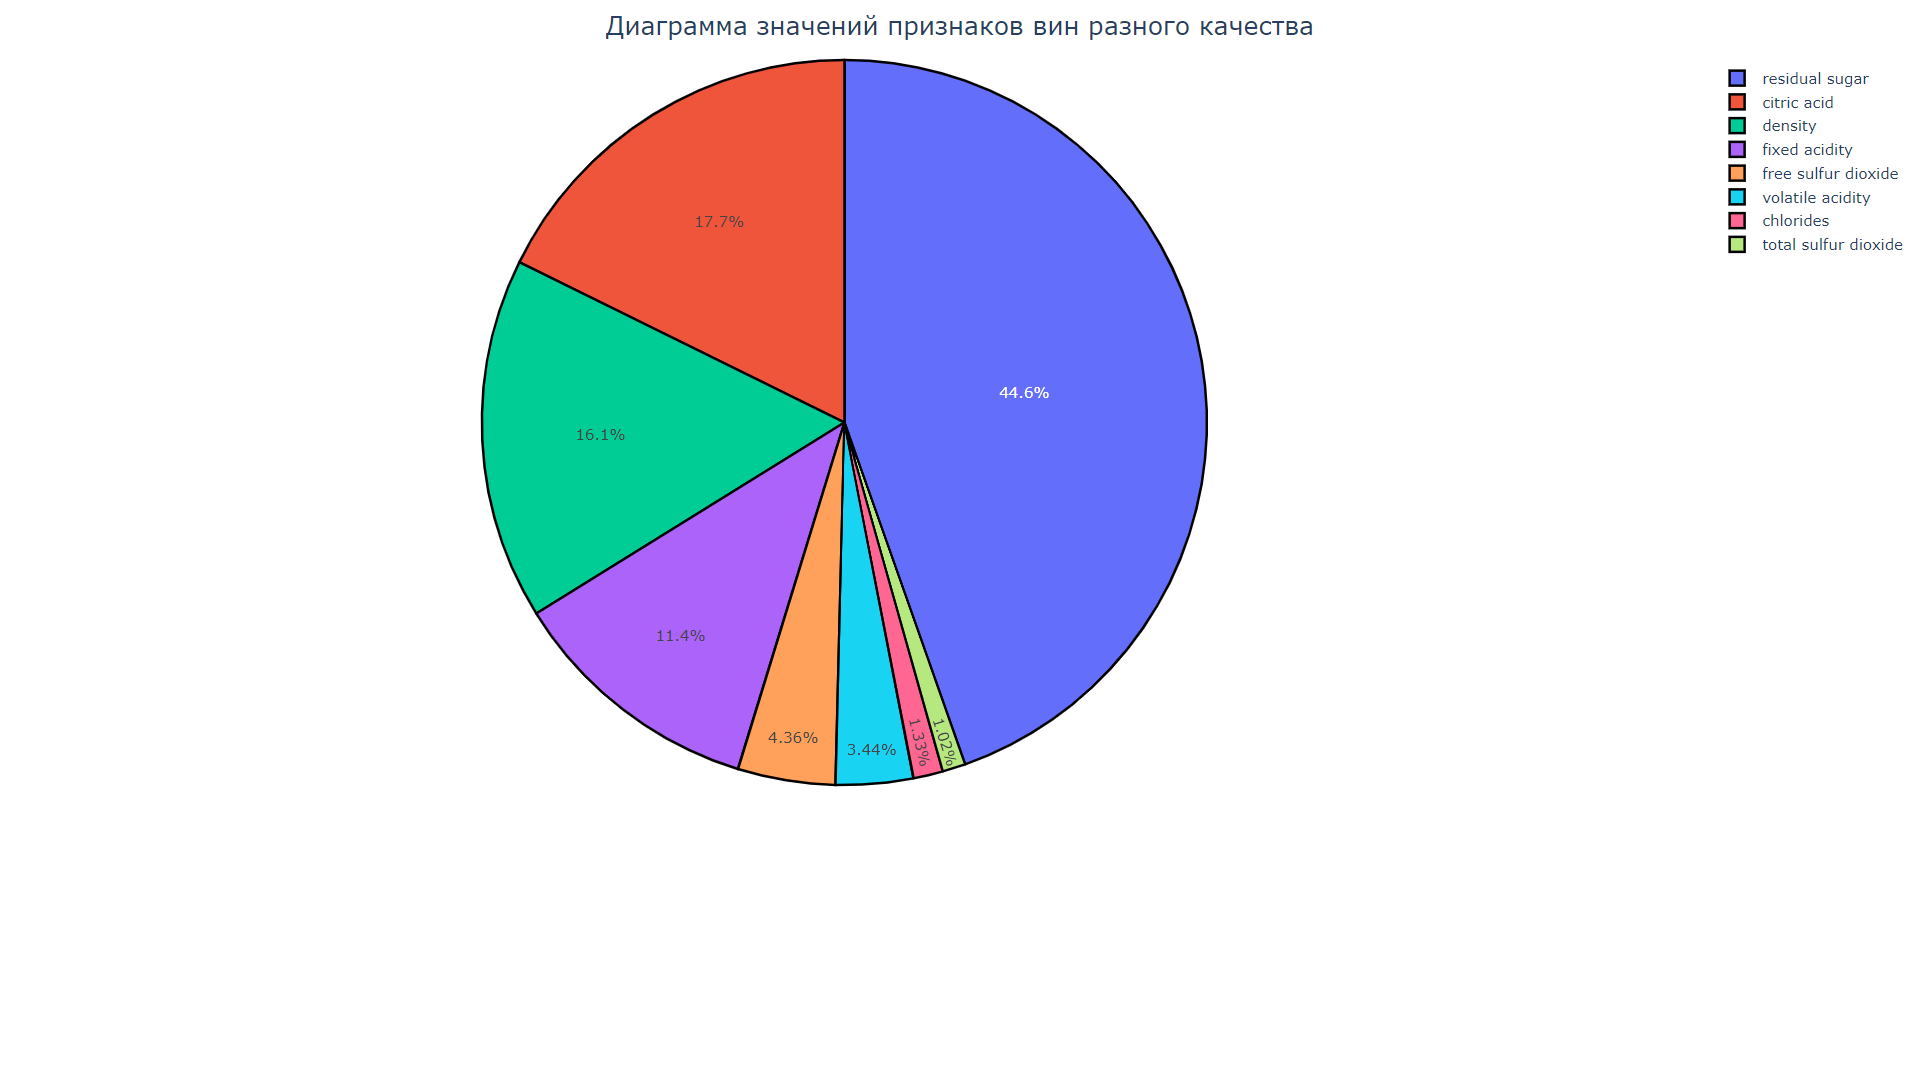 Диаграмма значений признаков вин разного качества
residual sugar
citric acid
density
fixed acidity
free sulfur dioxide
volatile acidity
chlorides
total sulfur dioxide
17.7%
44.6%
16.1%
11.4%
4.36%
3.44%
1.33%
1.02%